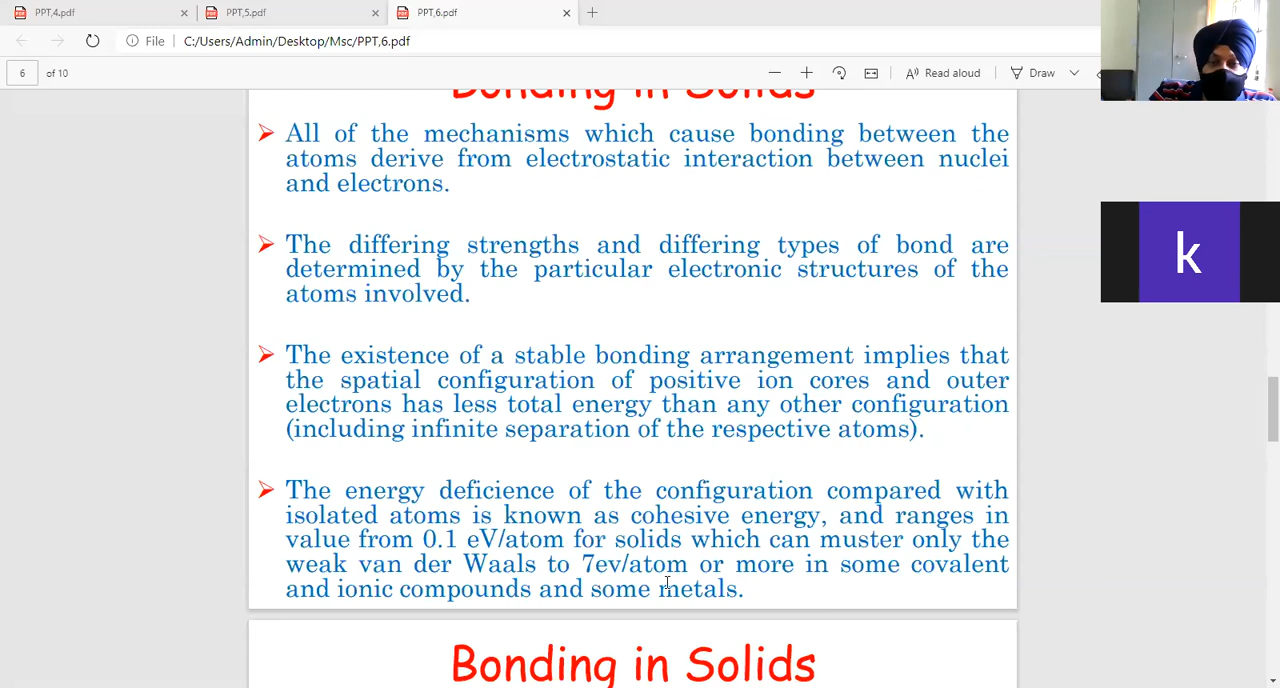 PPT,4.pdf
PPT,5.pdf
PPT,6.pdf
File
C:/Users/Admin/Desktop/Msc/PPT,6.pdf
6 of 10
Read aloud
Draw
Bonding in Solids
All of the mechanisms which cause bonding between the
atoms derive from electrostatic interaction between nuclei
and electrons.
The differing strengths and differing types of bond are
determined by the particular electronic structures of the
atoms involved.
The existence of a stable bonding arrangement implies that
the spatial configuration of positive ion cores and outer
electrons has less total energy than any other configuration
(including infinite separation of the respective atoms).
The energy deficience of the configuration compared with
isolated atoms is known as cohesive energy, and ranges in
value from 0.1 eV/atom for solids which can muster only the
weak van der Waals to 7ev/atom or more in some covalent
and ionic compounds and some metals.
Bonding in Solids
k